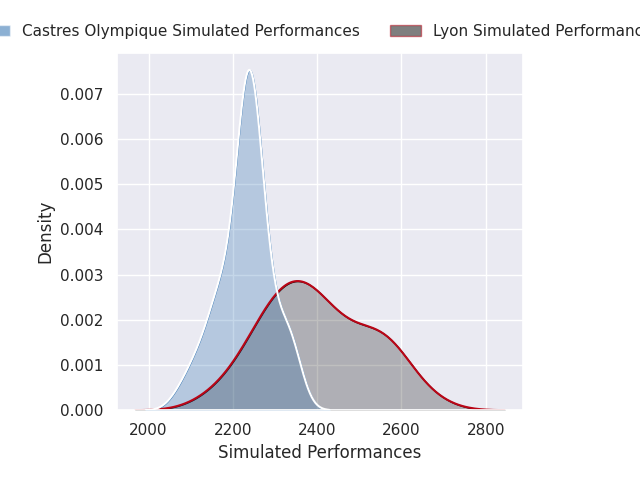 Castres Olympique Simulated Performances
Lyon Simulated
0.007
0.006
0.005
0.004
0.003
0.002
0.001
0.000
Density
2000 2200 2400 2600 2800
Simulated Performances